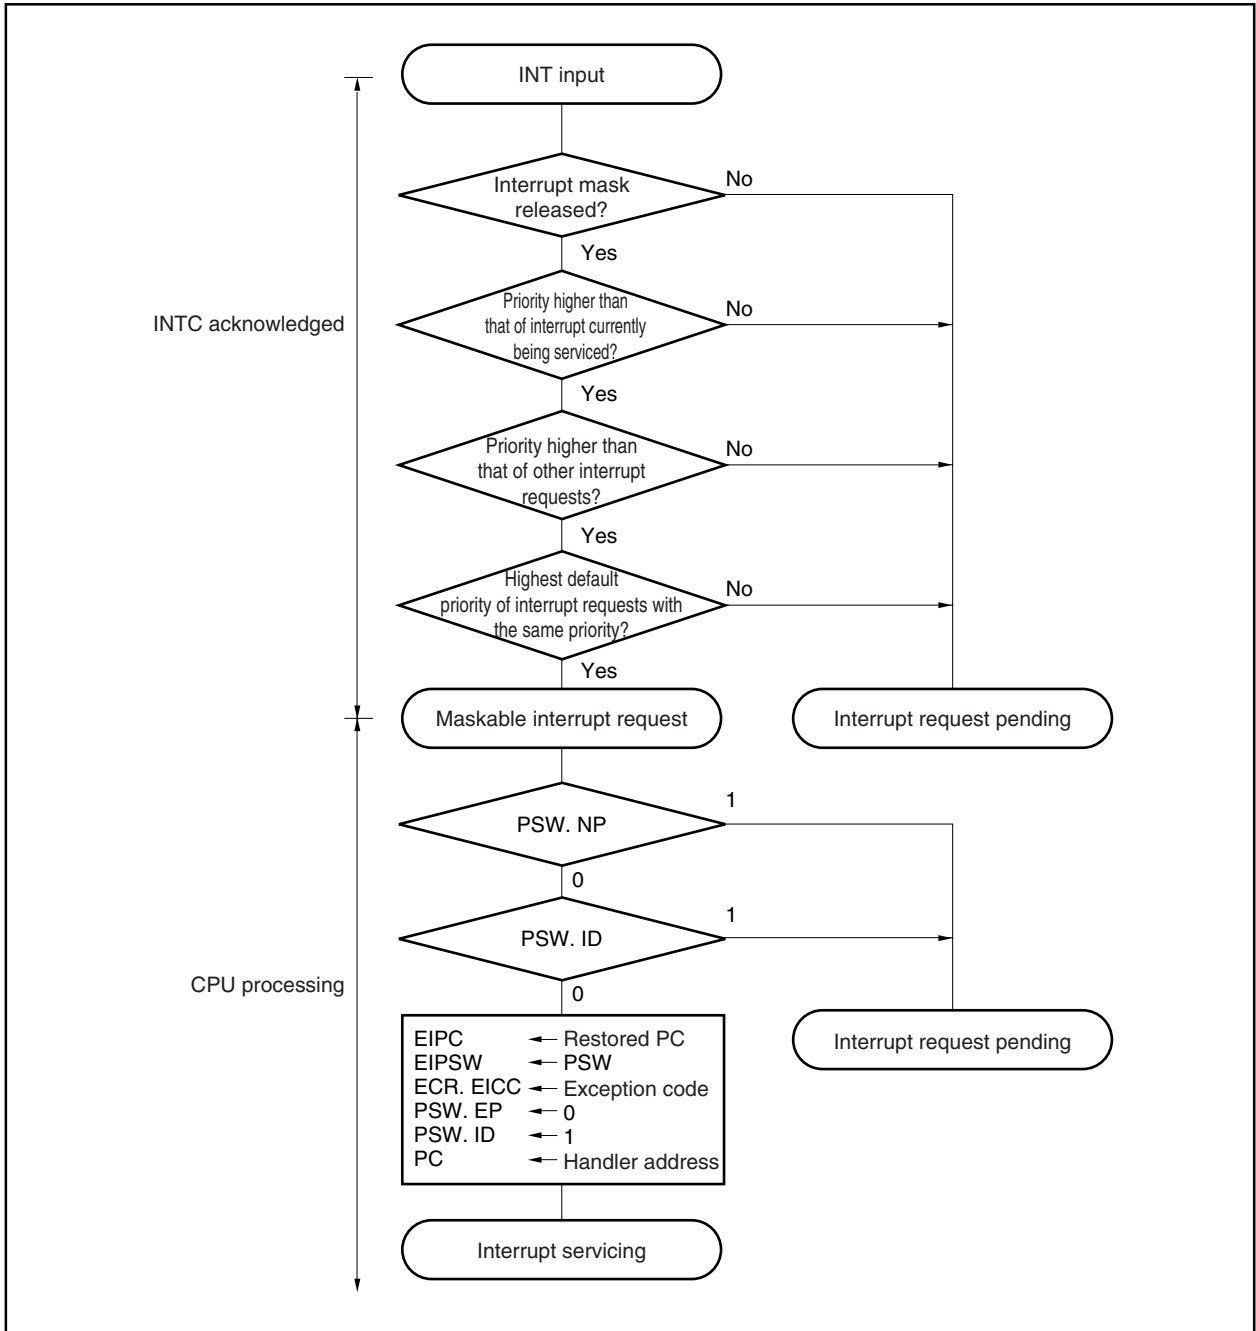 INT input
Interrupt mask
released?
No
Yes
Priority higher than
that of interrupt currently
being serviced?
No
INTC acknowledged
Yes
Priority higher than
that of other interrupt
requests?
No
Yes
Highest default
priority of interrupt requests with
the same priority?
No
Yes
Maskable interrupt request
Interrupt request pending
PSW. NP
1
0
PSW. ID
1
CPU processing
0
EIPC ← Restored PC
EIPSW ← PSW
ECR. EICC ← Exception code
PSW. EP ← 0
PSW. ID ← 1
PC ← Handler address
Interrupt request pending
Interrupt servicing